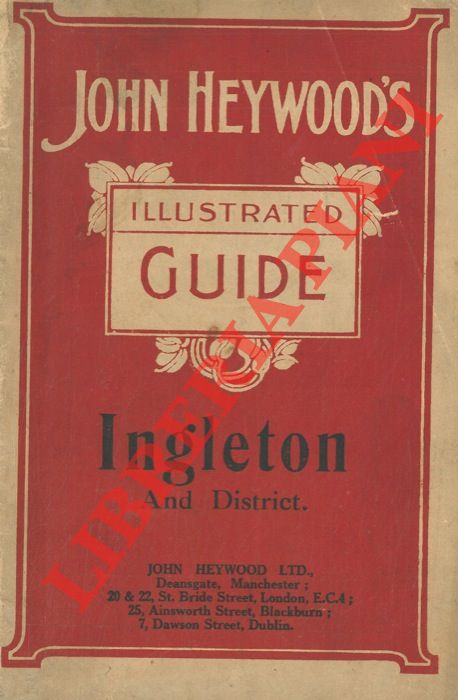 JOHN HEYWOOD'S
ILLUSTRATED
GUIDE
Ingleton
And District.
JOHN HEYWOOD LTD.,
Deansgate, Manchester ;
20 & 22, St. Bride Street, London, E.C.4 ;
25, Ainsworth Street, Blackburn ;
7, Dawson Street, Dublin.
LIBRERIA PIANI